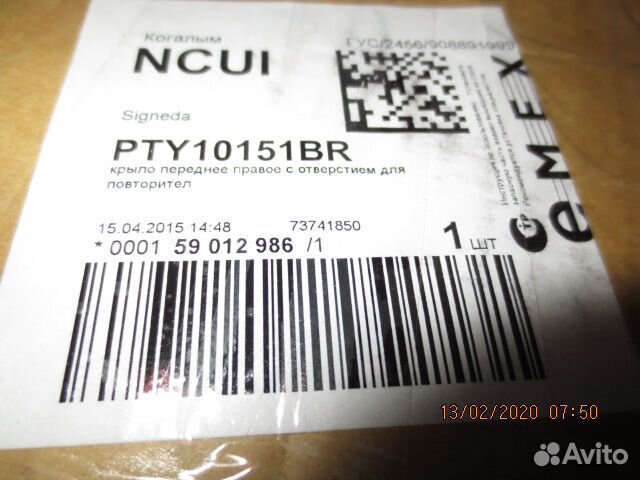 Когалым
ГУС/2456/908891999
NCUI
Signeda
PTY10151BR
крыло переднее правое с отверстием для
повторител
15.04.2015 14:48 73741850
* 0001 59 012 986 /1
1 шт
emex
ТР
13/02/2020 07:50
Avito